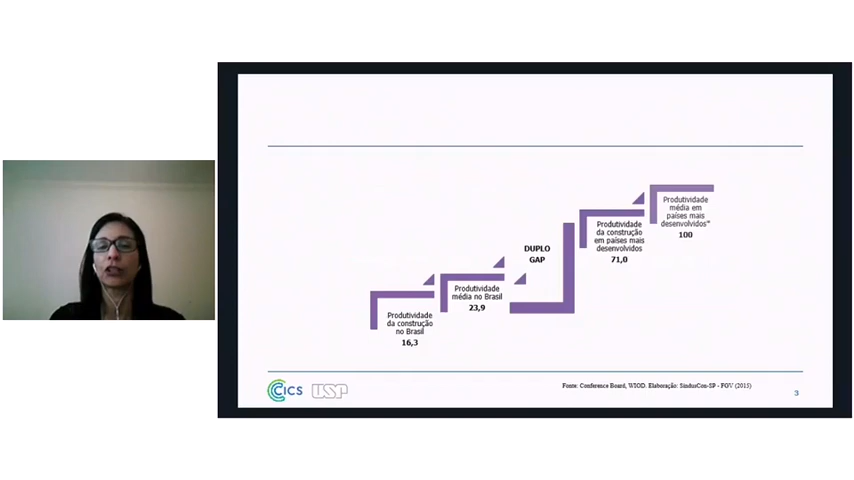 Produtividade
da construção
no Brasil
16,3
Produtividade
média no Brasil
23,9
DUPLO
GAP
Produtividade
da construção
em países mais
desenvolvidos
71,0
Produtividade
média em
países mais
desenvolvidos*
100
CICS
USP
Fonte: Conference Board, WIOD. Elaboração: SindusCon-SP - FGV (2015)
3